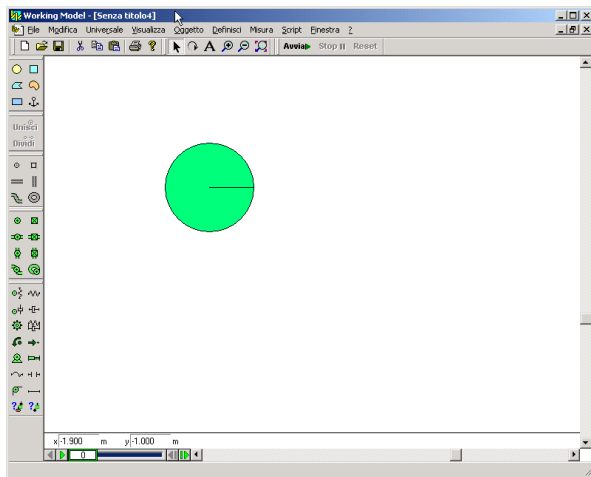 Working Model - [Senza titolo4]
File Modifica Universale Visualizza Oggetto Definisci Misura Script Finestra ?
A Avvia Stop Reset
Unisci
Dividi
x -1.900 m y -1.000 m
0